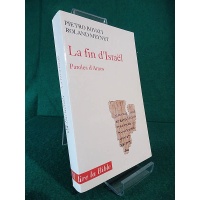 PIETRO BOVATI
ROLAND MEYNET
La fin d'Israël
Paroles d'Amos
lire la Bible